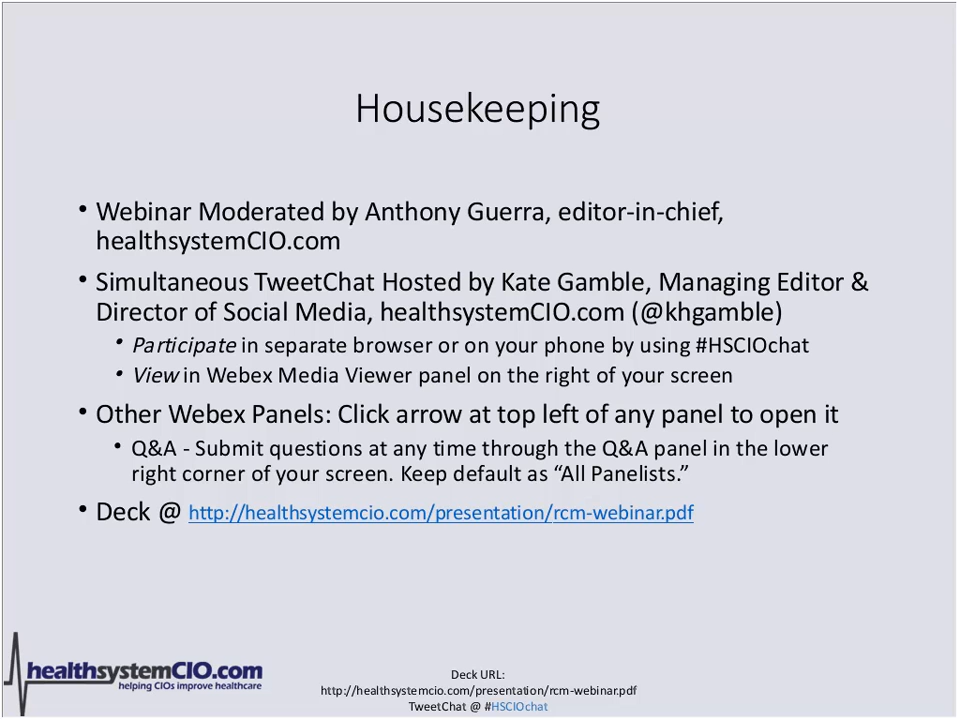 Housekeeping
• Webinar Moderated by Anthony Guerra, editor-in-chief,
healthsystemCIO.com
• Simultaneous TweetChat Hosted by Kate Gamble, Managing Editor &
Director of Social Media, healthsystemCIO.com (@khgamble)
• Participate in separate browser or on your phone by using #HSCIOchat
• View in Webex Media Viewer panel on the right of your screen
• Other Webex Panels: Click arrow at top left of any panel to open it
• Q&A - Submit questions at any time through the Q&A panel in the lower
right corner of your screen. Keep default as “All Panelists.”
• Deck @ http://healthsystemcio.com/presentation/rcm-webinar.pdf
healthsystemCIO.com
helping CIOs improve healthcare
Deck URL:
http://healthsystemcio.com/presentation/rcm-webinar.pdf
TweetChat @ #HSCIOchat